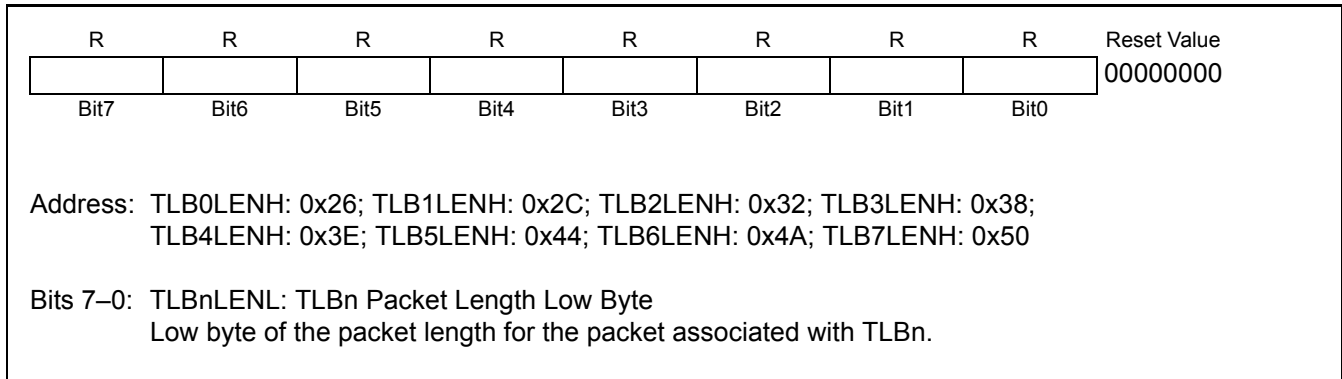 R R R R R R R R Reset Value
00000000
Bit7 Bit6 Bit5 Bit4 Bit3 Bit2 Bit1 Bit0
Address: TLB0LENH: 0x26; TLB1LENH: 0x2C; TLB2LENH: 0x32; TLB3LENH: 0x38;
TLB4LENH: 0x3E; TLB5LENH: 0x44; TLB6LENH: 0x4A; TLB7LENH: 0x50
Bits 7–0: TLBnLENL: TLBn Packet Length Low Byte
Low byte of the packet length for the packet associated with TLBn.